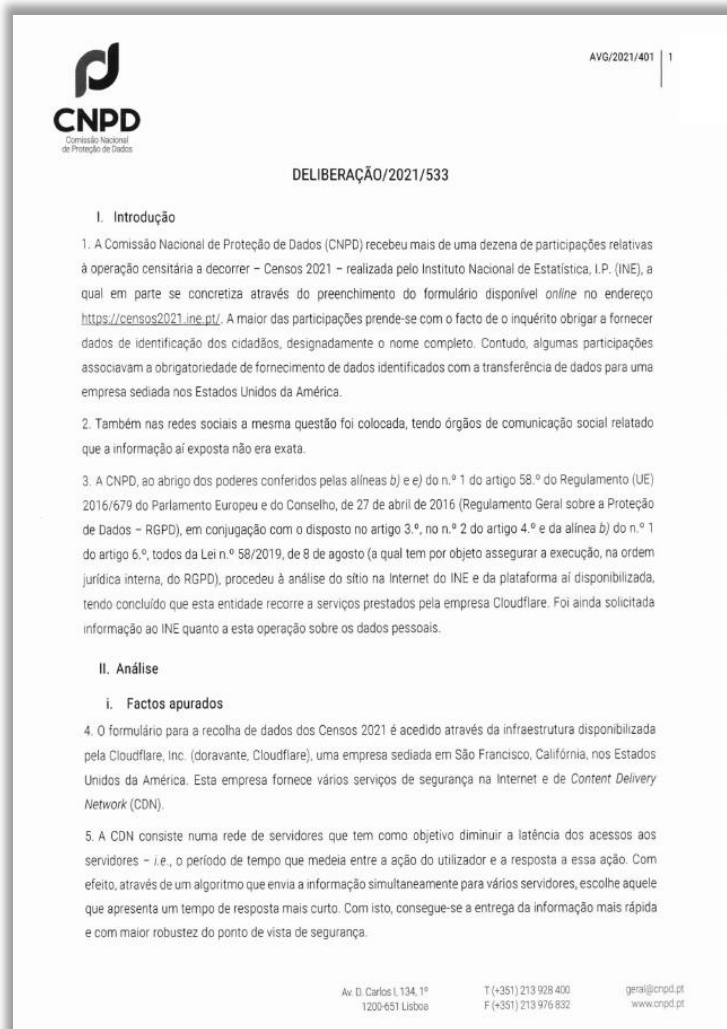 AVG/2021/401 | 1
CNPD
Comissão Nacional
de Proteção de Dados
DELIBERAÇÃO/2021/533
I. Introdução
1. A Comissão Nacional de Proteção de Dados (CNPD) recebeu mais de uma dezena de participações relativas
à operação censitária a decorrer – Censos 2021 – realizada pelo Instituto Nacional de Estatística, I.P. (INE), a
qual em parte se concretiza através do preenchimento do formulário disponível online no endereço
https://censos2021.ine.pt/. A maior das participações prende-se com o facto de o inquérito obrigar a fornecer
dados de identificação dos cidadãos, designadamente o nome completo. Contudo, algumas participações
associavam a obrigatoriedade de fornecimento de dados identificados com a transferência de dados para uma
empresa sediada nos Estados Unidos da América.
2. Também nas redes sociais a mesma questão foi colocada, tendo órgãos de comunicação social relatado
que a informação aí exposta não era exata.
3. A CNPD, ao abrigo dos poderes conferidos pelas alíneas b) e e) do n.º 1 do artigo 58.º do Regulamento (UE)
2016/679 do Parlamento Europeu e do Conselho, de 27 de abril de 2016 (Regulamento Geral sobre a Proteção
de Dados – RGPD), em conjugação com o disposto no artigo 3.º, no n.º 2 do artigo 4.º e da alínea b) do n.º 1
do artigo 6.º, todos da Lei n.º 58/2019, de 8 de agosto (a qual tem por objeto assegurar a execução, na ordem
jurídica interna, do RGPD), procedeu à análise do sítio na Internet do INE e da plataforma aí disponibilizada,
tendo concluído que esta entidade recorre a serviços prestados pela empresa Cloudflare. Foi ainda solicitada
informação ao INE quanto a esta operação sobre os dados pessoais.
II. Análise
i. Factos apurados
4. O formulário para a recolha de dados dos Censos 2021 é acedido através da infraestrutura disponibilizada
pela Cloudflare, Inc. (doravante, Cloudflare), uma empresa sediada em São Francisco, Califórnia, nos Estados
Unidos da América. Esta empresa fornece vários serviços de segurança na Internet e de Content Delivery
Network (CDN).
5. A CDN consiste numa rede de servidores que tem como objetivo diminuir a latência dos acessos aos
servidores – i.e., o período de tempo que medeia entre a ação do utilizador e a resposta a essa ação. Com
efeito, através de um algoritmo que envia a informação simultaneamente para vários servidores, escolhe aquele
que apresenta um tempo de resposta mais curto. Com isto, consegue-se a entrega da informação mais rápida
e com maior robustez do ponto de vista de segurança.
Av. D. Carlos I, 134, 1º
1200-651 Lisboa
T (+351) 213 928 400
F (+351) 213 976 832
geral@cnpd.pt
www.cnpd.pt